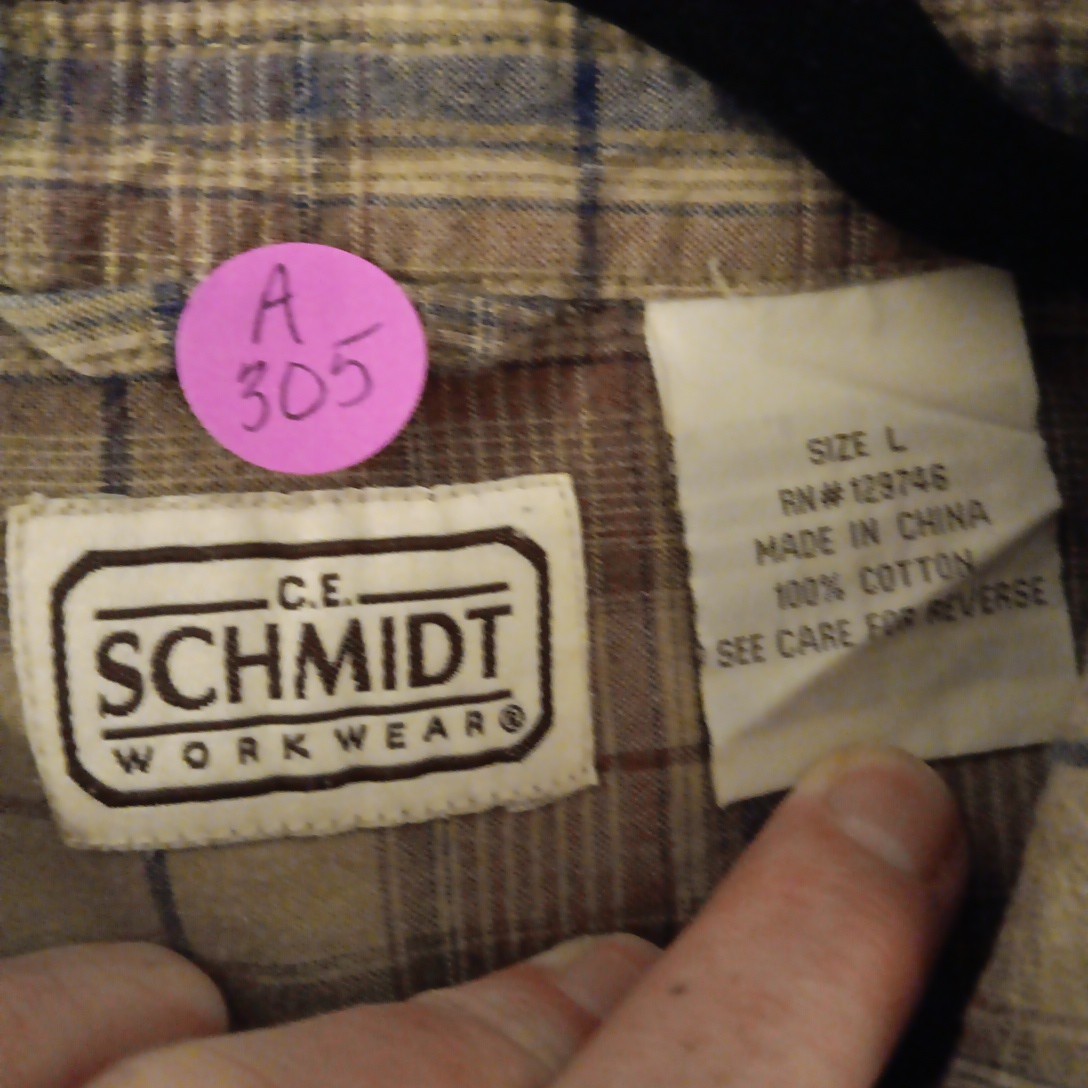 A
305
C.E.
SCHMIDT
WORKWEAR®
SIZE L
RN#129746
MADE IN CHINA
100% COTTON
SEE CARE FOR REVERSE